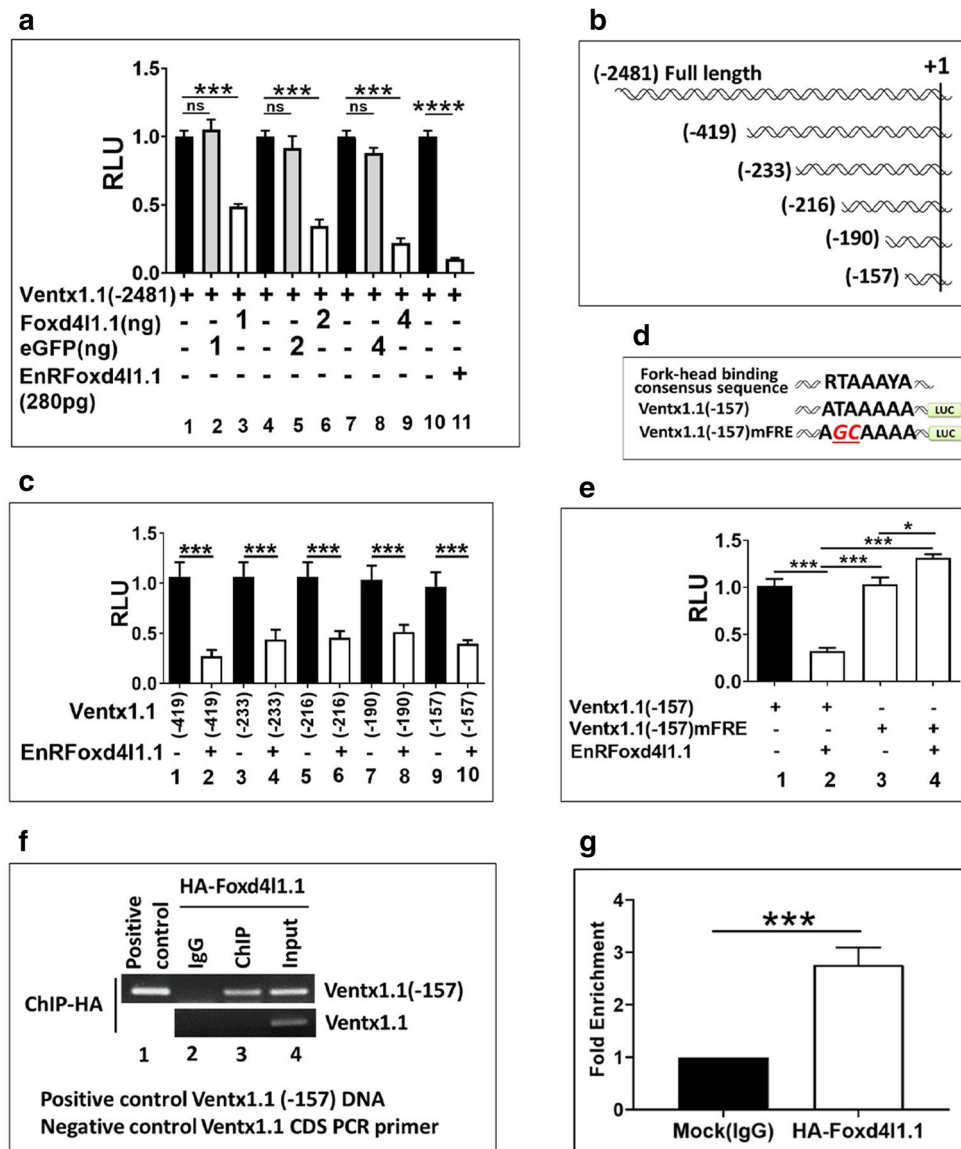 a
RLU
1.5
1.0
0.5
0.0
*** *** *** ****
ns ns ns
Ventx1.1(-2481) + + + + + + + + + + +
Foxd4l1.1(ng) - - 1 - - 2 - - 4 - -
eGFP(ng) - 1 - - 2 - - 4 - - -
EnRFoxd4l1.1 - - - - - - - - - - +
(280pg)
1 2 3 4 5 6 7 8 9 10 11
b
+1
(-2481) Full length
(-419)
(-233)
(-216)
(-190)
(-157)
d
Fork-head binding
consensus sequence RTAAAYA
Ventx1.1(-157) ATAAAAA LUC
Ventx1.1(-157)mFRE AGCAAAA LUC
c
RLU
1.5
1.0
0.5
0.0
*** *** *** *** ***
Ventx1.1 (-419) (-419) (-233) (-233) (-216) (-216) (-190) (-190) (-157) (-157)
EnRFoxd4l1.1 - + - + - + - + - +
1 2 3 4 5 6 7 8 9 10
e
RLU
1.5
1.0
0.5
0.0
*
***
*** ***
Ventx1.1(-157) + + - -
Ventx1.1(-157)mFRE - - + +
EnRFoxd4l1.1 - + - +
1 2 3 4
f
HA-Foxd4l1.1
Positive control IgG ChIP Input
ChIP-HA
Ventx1.1(-157)
Ventx1.1
1 2 3 4
Positive control Ventx1.1 (-157) DNA
Negative control Ventx1.1 CDS PCR primer
g
Fold Enrichment
4
3
2
1
0
***
Mock(IgG) HA-Foxd4l1.1